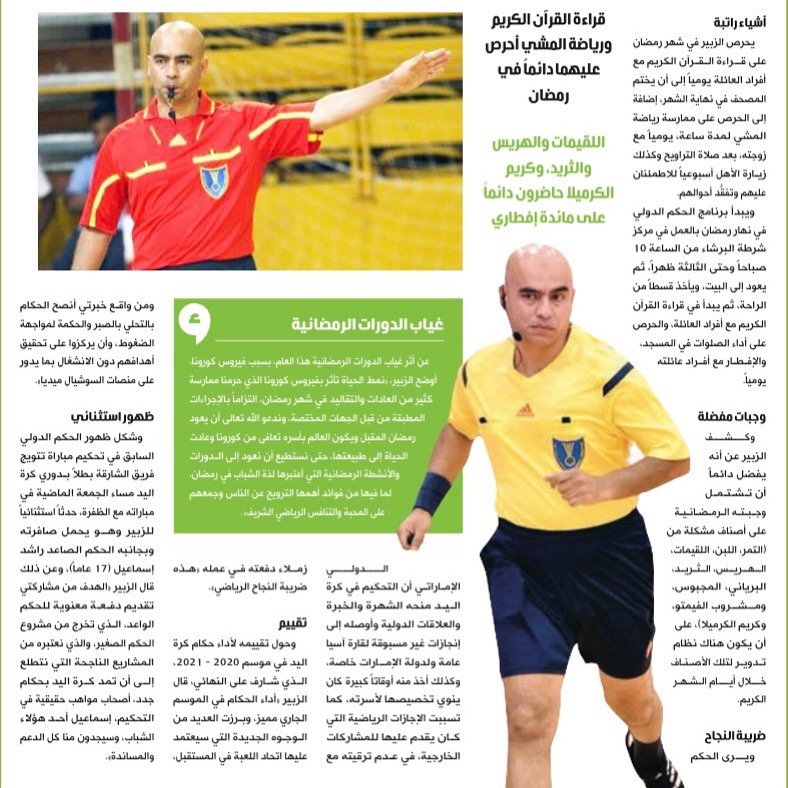 أشياء راتبة
يحرص الزبير في شهر رمضان
على قراءة القرآن الكريم مع
أفراد العائلة يومياً إلى أن يختم
المصحف في نهاية الشهر، إضافة
إلى الحرص على ممارسة رياضة
المشي لمدة ساعة، يومياً مع
زوجته، بعد صلاة التراويح وكذلك
زيارة الأهل أسبوعياً للاطمئنان
عليهم وتفقُّد أحوالهم.
ويبدأ برنامج الحكم الدولي
في نهار رمضان بالعمل في مركز
شرطة البرشاء من الساعة 10
صباحاً وحتى الثالثة ظهراً، ثم
يعود إلى البيت، ويأخذ قسطاً من
الراحة، ثم يبدأ في قراءة القرآن
الكريم مع أفراد العائلة، والحرص
على أداء الصلوات في المسجد،
والإفطار مع أفراد عائلته
يومياً.
وجبات مفضلة
وكشف
الزبير عن أنه
يفضل دائماً
أن تشتمل
وجبته الرمضانية
على أصناف مشكلة من
(التمر، اللبن، اللقيمات،
الهريس، الثريد،
البرياني، المجبوس،
ومشروب الفيمتو،
وكريم الكرميلا)، على
أن يكون هناك نظام
تدوير لتلك الأصناف
خلال أيام الشهر
الكريم.
ضريبة النجاح
ويرى الحكم
قراءة القرآن الكريم
ورياضة المشي أحرص
عليهما دائماً في
رمضان
اللقيمات والهريس
والثريد، وكريم
الكرميلا حاضرون دائماً
على مائدة إفطاري
غياب الدورات الرمضانية
عن أثر غياب الدورات الرمضانية هذا العام، بسبب فيروس كورونا،
أوضح الزبير، «نمط الحياة تأثر بفيروس كورونا الذي حرمنا ممارسة
كثير من العادات والتقاليد في شهر رمضان، التزاماً بالإجراءات
المطبقة من قبل الجهات المختصة، وندعو الله تعالى أن يعود
رمضان المقبل ويكون العالم بأسره تعافى من كورونا وعادت
الحياة إلى طبيعتها، حتى نستطيع أن نعود إلى الدورات
والأنشطة الرمضانية التي أعتبرها لذة الشباب في رمضان،
لما فيها من فوائد أهمها الترويح عن الناس وجمعهم
على المحبة والتنافس الرياضي الشريف».
الدولي
الإماراتي أن التحكيم في كرة
اليد منحه الشهرة والخبرة
والعلاقات الدولية وأوصله إلى
إنجازات غير مسبوقة لقارة آسيا
عامة ولدولة الإمارات خاصة،
وكذلك أخذ منه أوقاتاً كبيرة كان
ينوي تخصيصها لأسرته، كما
تسببت الإجازات الرياضية التي
كان يقدم عليها للمشاركات
الخارجية، في عدم ترقيته مع
زملاء دفعته في عمله «هذه
ضريبة النجاح الرياضي».
تقييم
وحول تقييمه لأداء حكام كرة
اليد في موسم 2020 - 2021،
الذي شارف على النهائي، قال
الزبير «أداء الحكام في الموسم
الجاري مميز، وبرزت العديد من
الوجوه الجديدة التي سيعتمد
عليها اتحاد اللعبة في المستقبل،
ومن واقع خبرتي أنصح الحكام
بالتحلي بالصبر والحكمة لمواجهة
الضغوط، وأن يركزوا على تحقيق
أهدافهم دون الانشغال بما يدور
على منصات السوشيال ميديا».
ظهور استثنائي
وشكل ظهور الحكم الدولي
السابق في تحكيم مباراة تتويج
فريق الشارقة بطلاً بدوري كرة
اليد مساء الجمعة الماضية في
مباراته مع الظفرة، حدثاً استثنائياً
للزبير وهو يحمل صافرته
وبجانبه الحكم الصاعد راشد
إسماعيل (17 عاماً)، وعن ذلك
قال الزبير «الهدف من مشاركتي
تقديم دفعة معنوية للحكم
الواعد، الذي تخرج من مشروع
الحكم الصغير، والذي نعتبره من
المشاريع الناجحة التي نتطلع
إلى أن تمد كرة اليد بحكام
جدد، أصحاب مواهب حقيقية في
التحكيم، إسماعيل أحد هؤلاء
الشباب، وسيجدون منا كل الدعم
والمساندة».